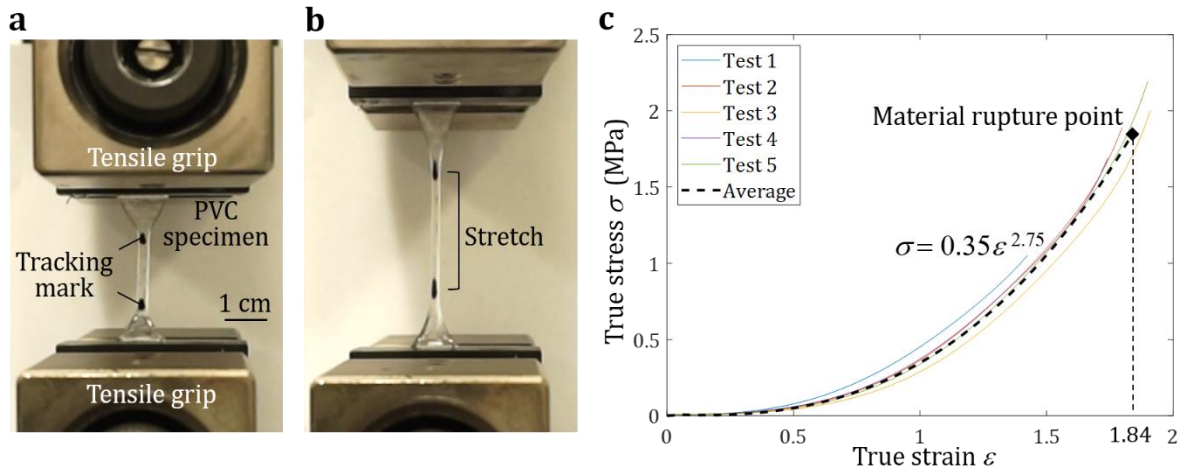 a
Tensile grip
PVC
specimen
Tracking
mark
1 cm
Tensile grip
b
Stretch
c
2.5
2
1.5
1
0.5
0
True stress σ (MPa)
Test 1
Test 2
Test 3
Test 4
Test 5
Average
Material rupture point
σ = 0.35ε^2.75
0
0.5
1
1.5
1.84
2
True strain ε